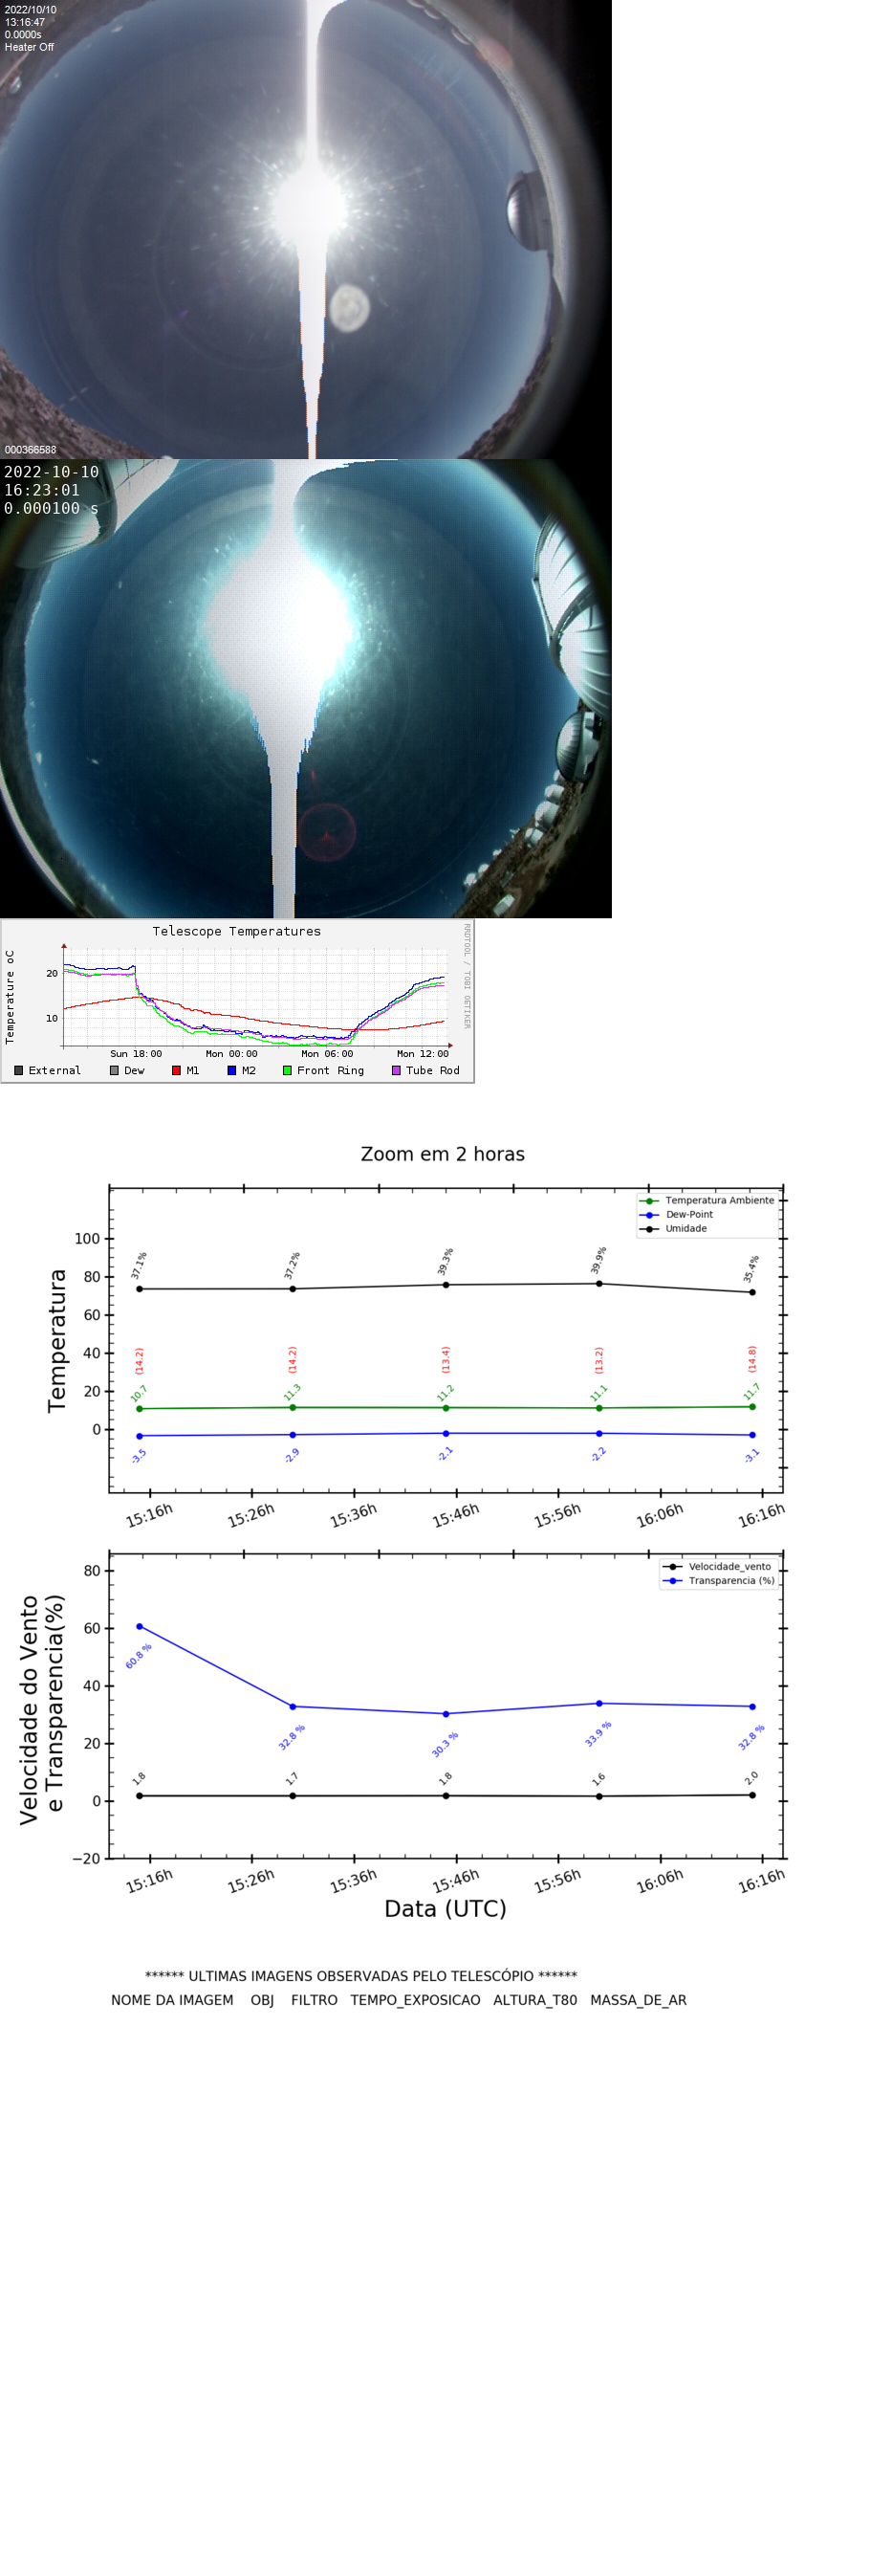 2022/10/10
13:16:47
0.0000s
Heater Off
000366588
2022-10-10
16:23:01
0.000100 s
Telescope Temperatures
RRDTOOL / TOBI OETIKER
Temperature oC
20
10
Sun 18:00 Mon 00:00 Mon 06:00 Mon 12:00
External Dew M1 M2 Front Ring Tube Rod
Zoom em 2 horas
Temperatura Ambiente
Dew-Point
Umidade
Temperatura
100
80
60
40
20
0
37.1% 37.2% 39.3% 39.9% 35.4%
(14.2) (14.2) (13.4) (13.2) (14.8)
10.7 11.3 11.2 11.1 11.7
-3.5 -2.9 -2.1 -2.2 -3.1
15:16h 15:26h 15:36h 15:46h 15:56h 16:06h 16:16h
Velocidade_vento
Transparencia (%)
Velocidade do Vento
e Transparencia(%)
80
60
40
20
0
−20
60.8 % 32.8 % 30.3 % 33.9 % 32.8 %
1.8 1.7 1.8 1.6 2.0
15:16h 15:26h 15:36h 15:46h 15:56h 16:06h 16:16h
Data (UTC)
****** ULTIMAS IMAGENS OBSERVADAS PELO TELESCÓPIO ******
NOME DA IMAGEM OBJ FILTRO TEMPO_EXPOSICAO ALTURA_T80 MASSA_DE_AR